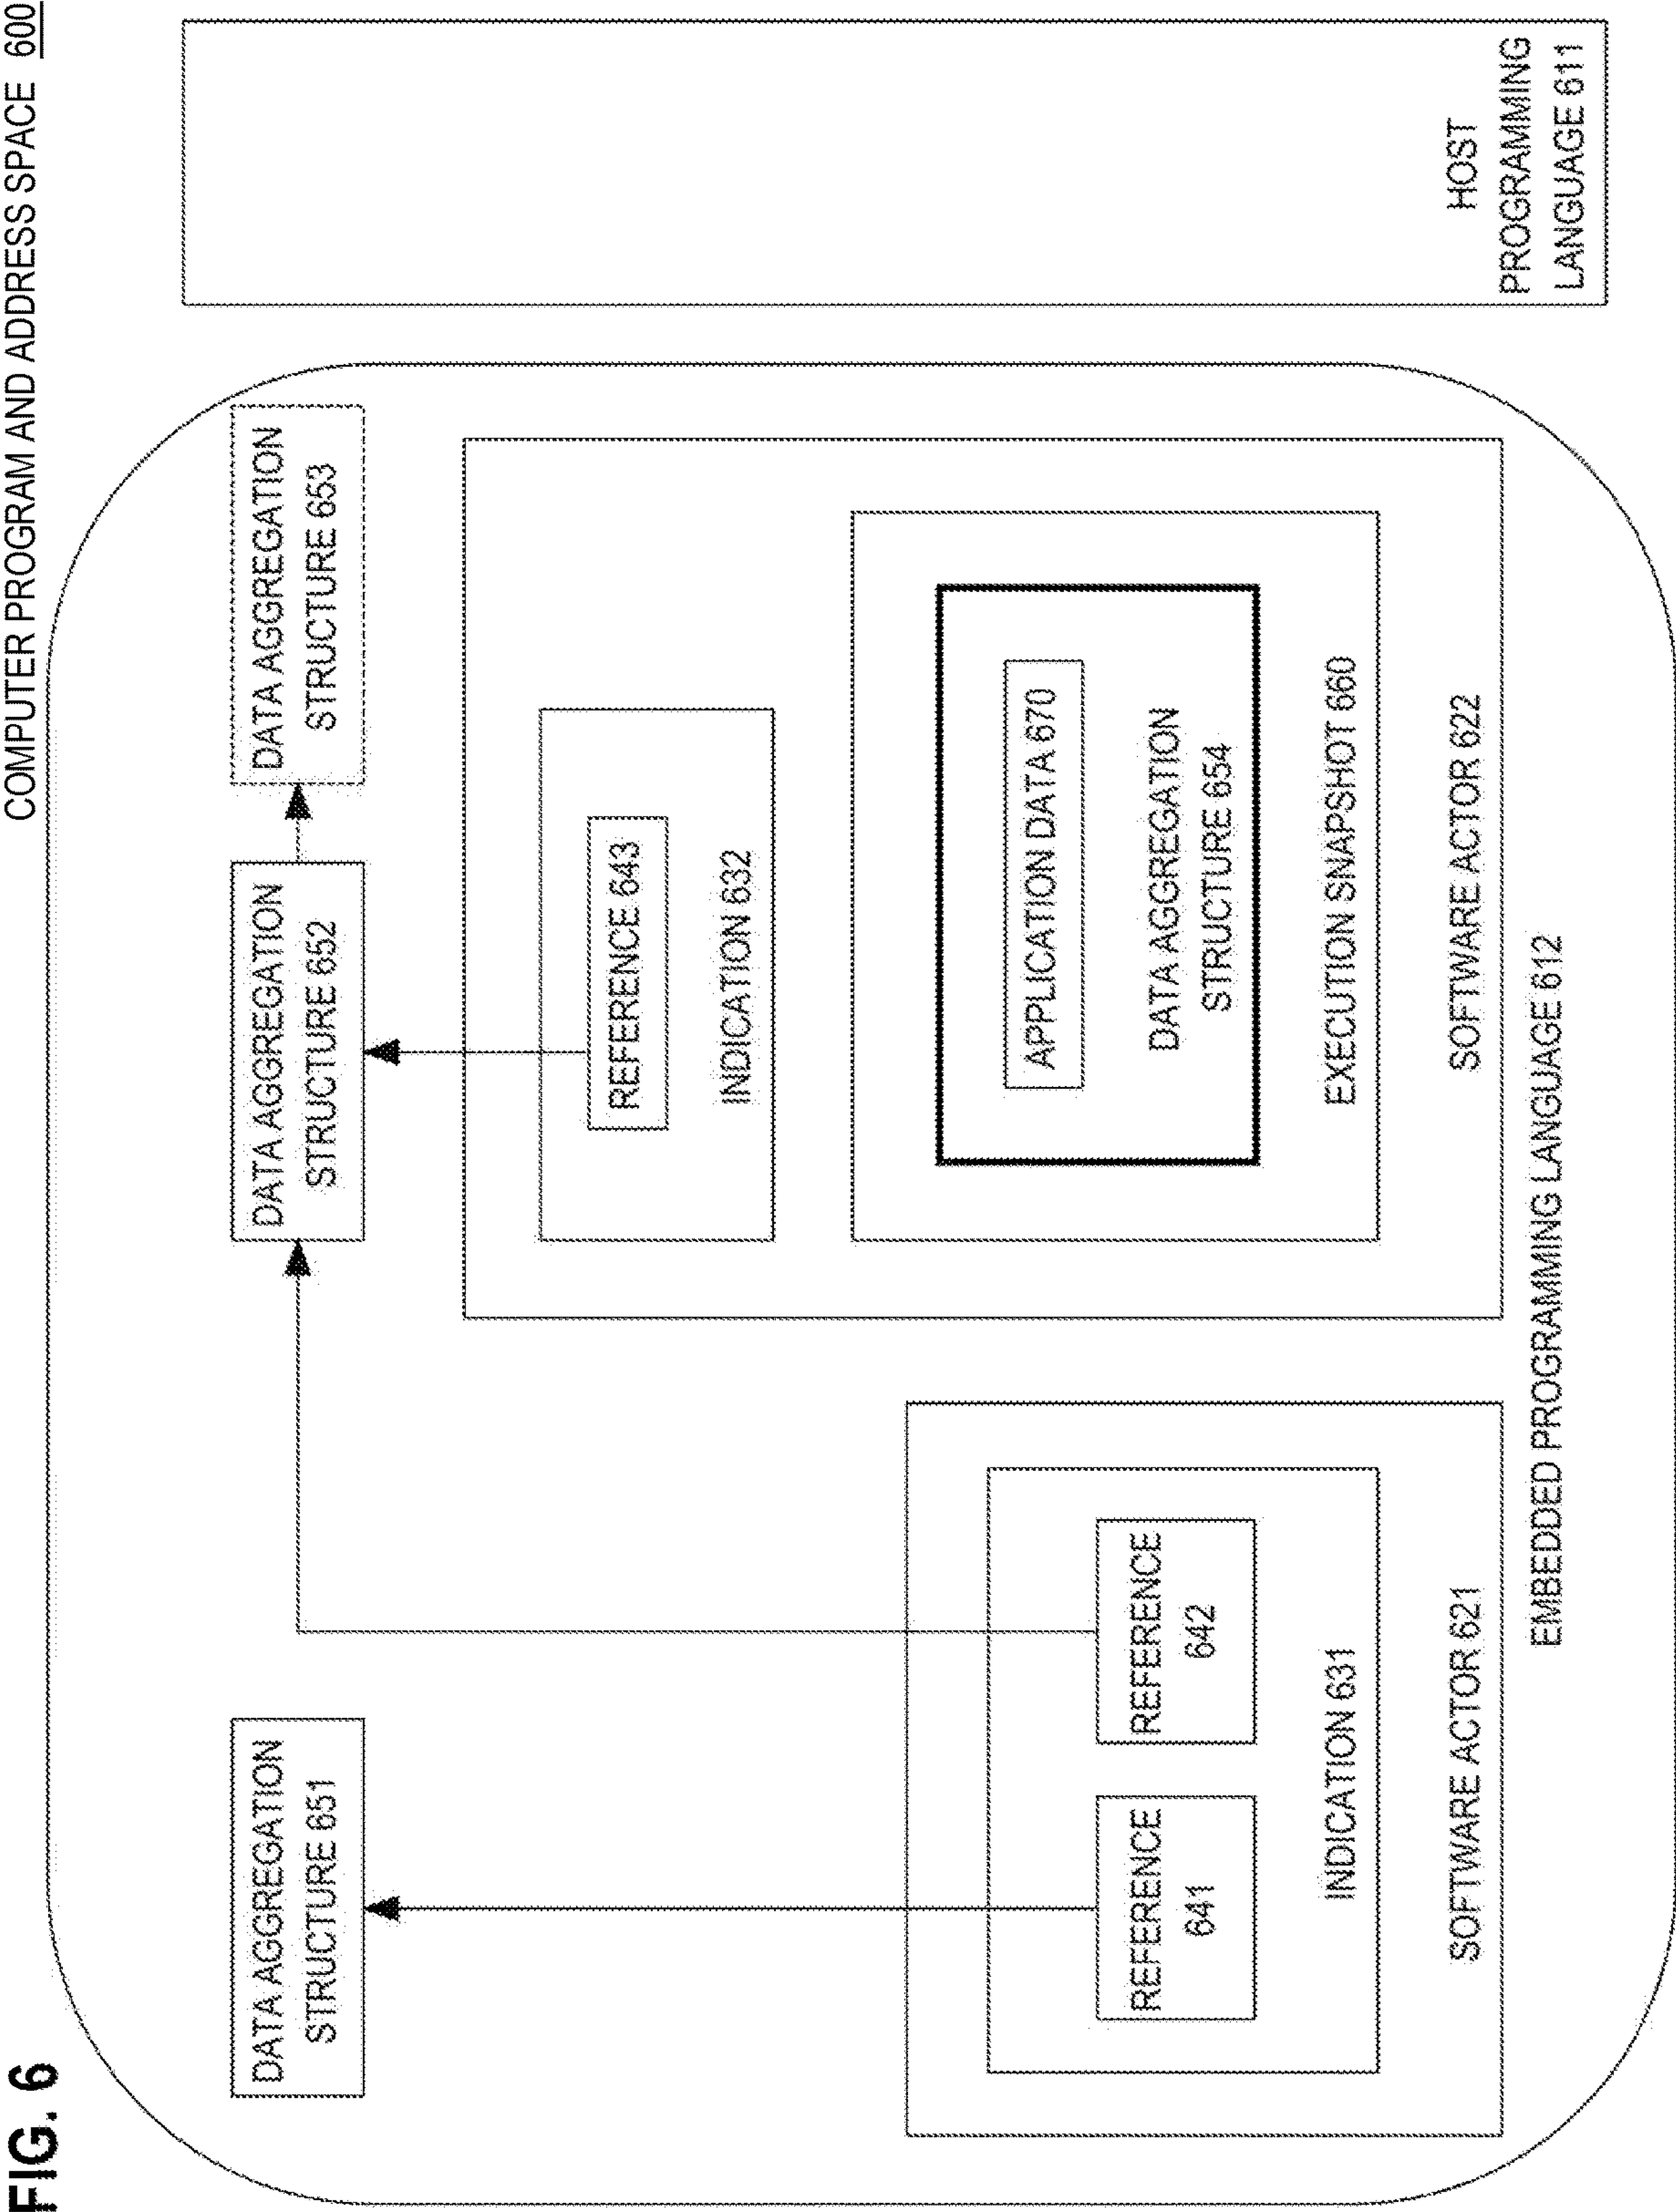 FIG. 6
COMPUTER PROGRAM AND ADDRESS SPACE 600
DATA AGGREGATION
STRUCTURE 651
DATA AGGREGATION
STRUCTURE 652
DATA AGGREGATION
STRUCTURE 653
REFERENCE 643
INDICATION 632
APPLICATION DATA 670
DATA AGGREGATION
STRUCTURE 654
EXECUTION SNAPSHOT 660
SOFTWARE ACTOR 622
REFERENCE
641
REFERENCE
642
INDICATION 631
SOFTWARE ACTOR 621
EMBEDDED PROGRAMMING LANGUAGE 612
HOST
PROGRAMMING
LANGUAGE 611